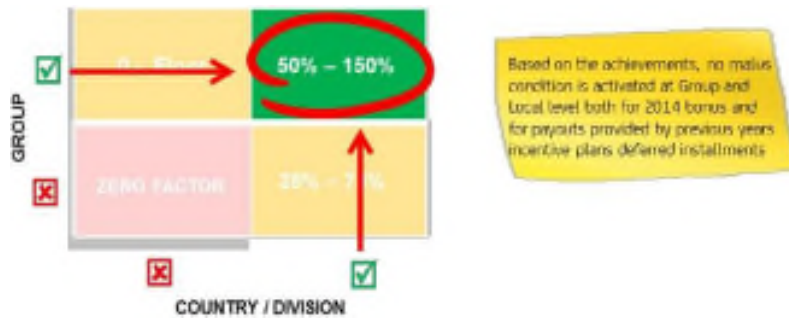 50% – 150%
GROUP
ZERO FACTOR
COUNTRY / DIVISION
Based on the achievements, no malus
condition is activated at Group and
Local level both for 2014 bonus and
for payouts provided by previous years
incentive plans deferred installments